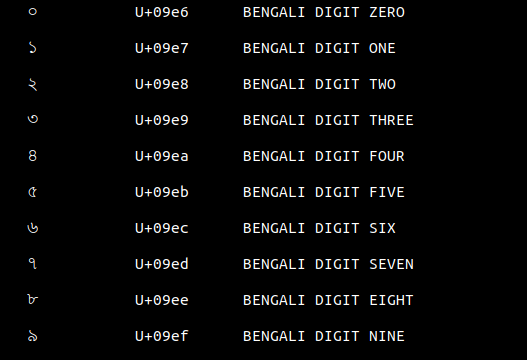 ০ U+09e6 BENGALI DIGIT ZERO
১ U+09e7 BENGALI DIGIT ONE
২ U+09e8 BENGALI DIGIT TWO
৩ U+09e9 BENGALI DIGIT THREE
৪ U+09ea BENGALI DIGIT FOUR
৫ U+09eb BENGALI DIGIT FIVE
৬ U+09ec BENGALI DIGIT SIX
৭ U+09ed BENGALI DIGIT SEVEN
৮ U+09ee BENGALI DIGIT EIGHT
৯ U+09ef BENGALI DIGIT NINE